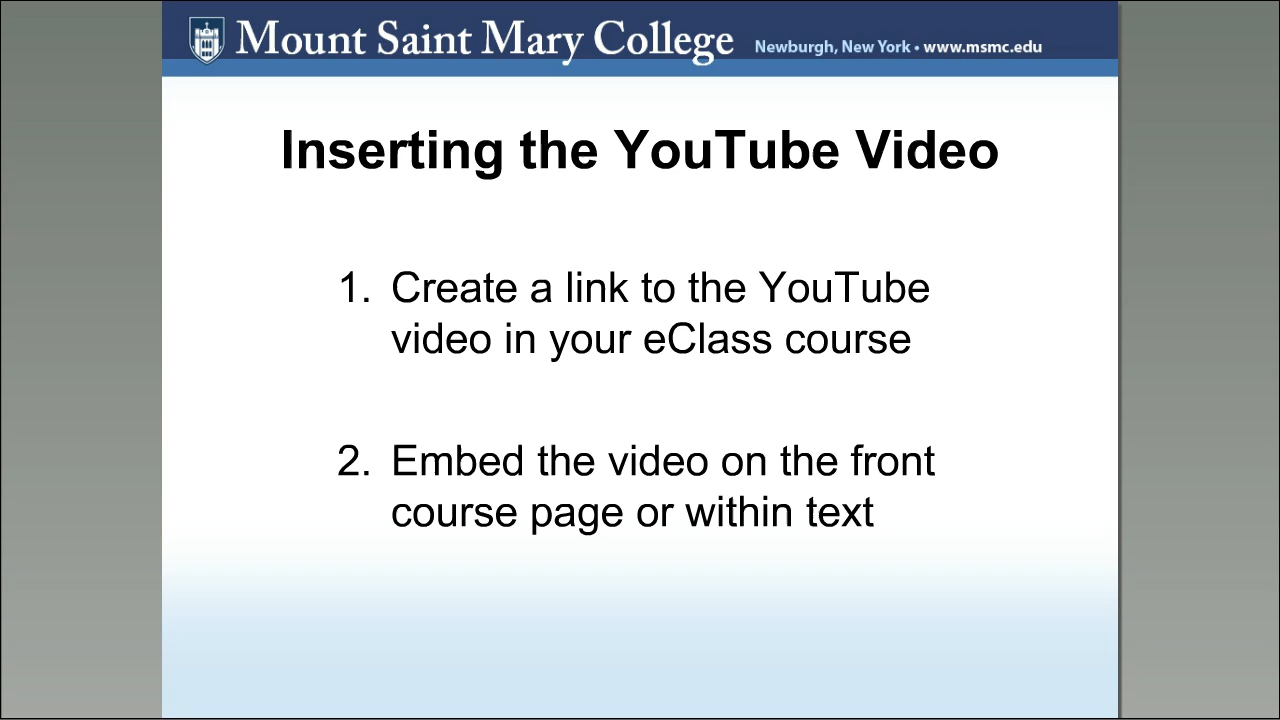 Mount Saint Mary College Newburgh, New York • www.msmc.edu
Inserting the YouTube Video
1. Create a link to the YouTube
video in your eClass course
2. Embed the video on the front
course page or within text